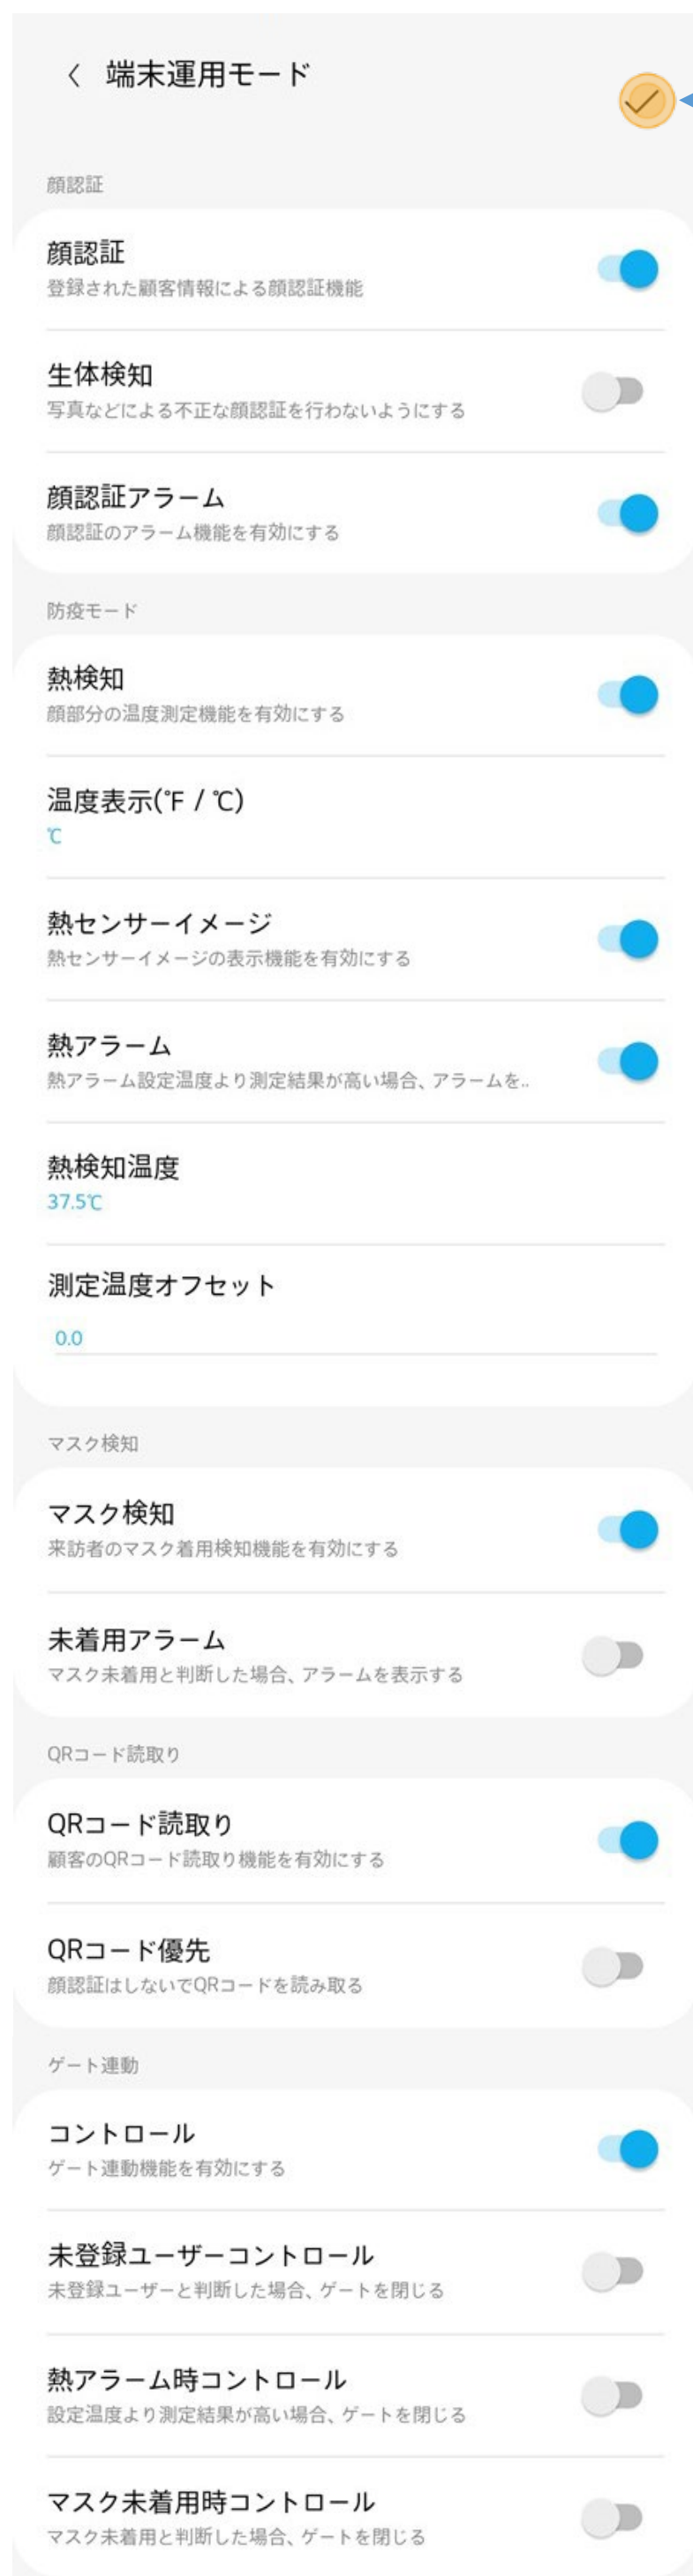 端末運用モード
顔認証
顔認証
登録された顧客情報による顔認証機能
生体検知
写真などによる不正な顔認証を行わないようにする
顔認証アラーム
顔認証のアラーム機能を有効にする
防疫モード
熱検知
顔部分の温度測定機能を有効にする
温度表示(℉ / ℃)
℃
熱センサーイメージ
熱センサーイメージの表示機能を有効にする
熱アラーム
熱アラーム設定温度より測定結果が高い場合、アラームを..
熱検知温度
37.5℃
測定温度オフセット
0.0
マスク検知
マスク検知
来訪者のマスク着用検知機能を有効にする
未着用アラーム
マスク未着用と判断した場合、アラームを表示する
QRコード読取り
QRコード読取り
顧客のQRコード読取り機能を有効にする
QRコード優先
顔認証はしないでQRコードを読み取る
ゲート連動
コントロール
ゲート連動機能を有効にする
未登録ユーザーコントロール
未登録ユーザーと判断した場合、ゲートを閉じる
熱アラーム時コントロール
設定温度より測定結果が高い場合、ゲートを閉じる
マスク未着用時コントロール
マスク未着用と判断した場合、ゲートを閉じる